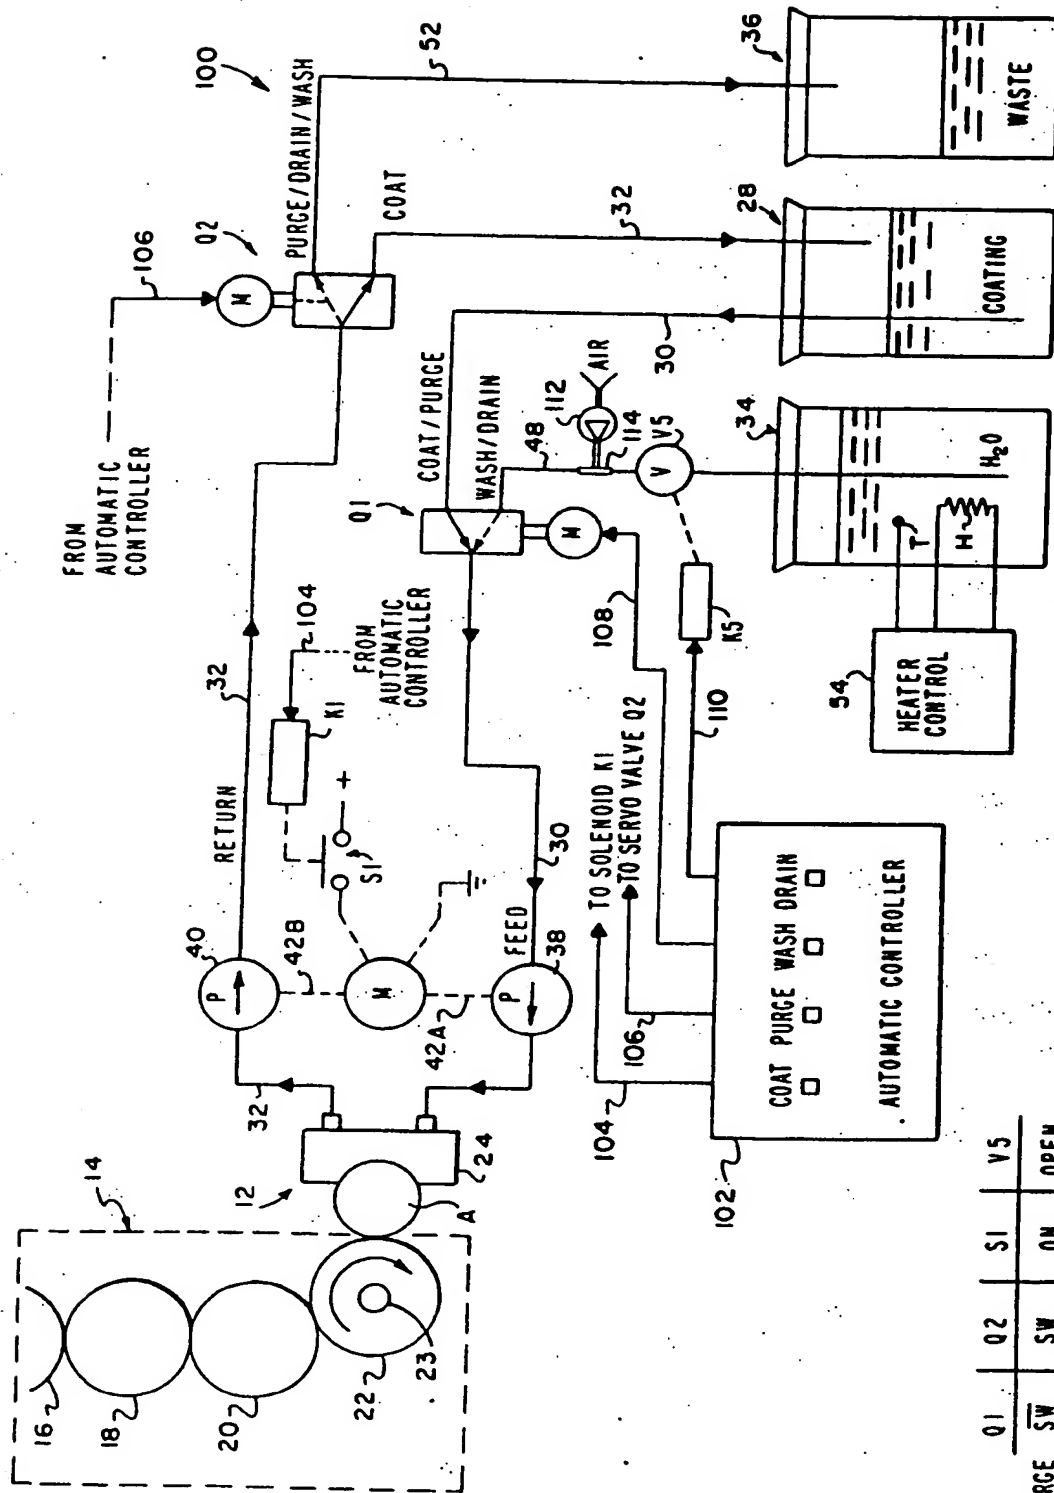 100
52
36
WASTE
PURGE/DRAIN/WASH
COAT
Q2
M
106
FROM
AUTOMATIC
CONTROLLER
32
28
COATING
30
COAT/PURGE
WASH/DRAIN
Q1
M
48
112
AIR
114
V5
V
34
H₂O
T
H
54
HEATER
CONTROL
K5
108
110
RETURN
32
K1
104
FROM
AUTOMATIC
CONTROLLER
S1
+
30
FEED
40
P
42B
M
42A
P
38
32
12
24
A
14
16
18
20
22
23
TO SOLENOID K1
TO SERVO VALVE Q2
104
106
102
COAT PURGE WASH DRAIN
AUTOMATIC CONTROLLER
Q1 Q2 S1 V5
SW SW ON OPEN